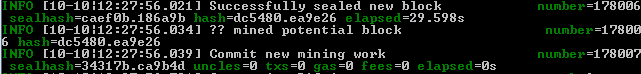 INFO [10-10|12:27:56.021] Successfully sealed new block            number=178006
 sealhash=caef0b.186a9b hash=dc5480.ea9e26 elapsed=29.598s
INFO [10-10|12:27:56.034] ?? mined potential block                  number=17800
6 hash=dc5480.ea9e26
INFO [10-10|12:27:56.039] Commit new mining work                   number=178007
 sealhash=34317b.ca9b4d uncles=0 txs=0 gas=0 fees=0 elapsed=0s